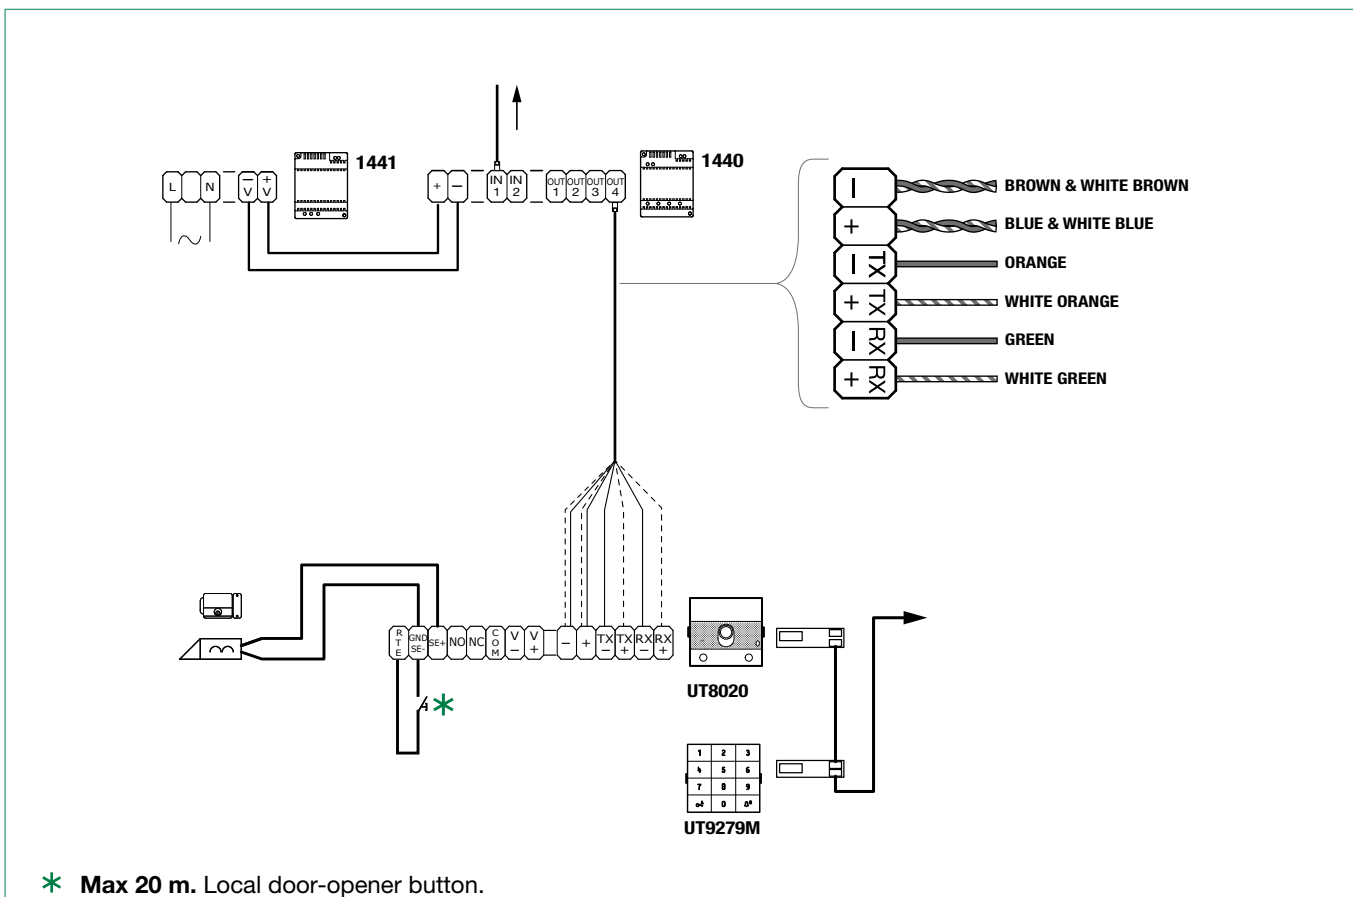 1441
1440
L N – V + V
+ – IN 1 IN 2 OUT 1 OUT 2 OUT 3 OUT 4
– BROWN & WHITE BROWN
+ BLUE & WHITE BLUE
– TX ORANGE
+ TX WHITE ORANGE
– RX GREEN
+ RX WHITE GREEN
RTE GND SE- SE+ NO NC COM V – V + – + TX – TX + RX – RX +
UT8020
*
1 2 3
4 5 6
7 8 9
0
UT9279M
* Max 20 m. Local door-opener button.